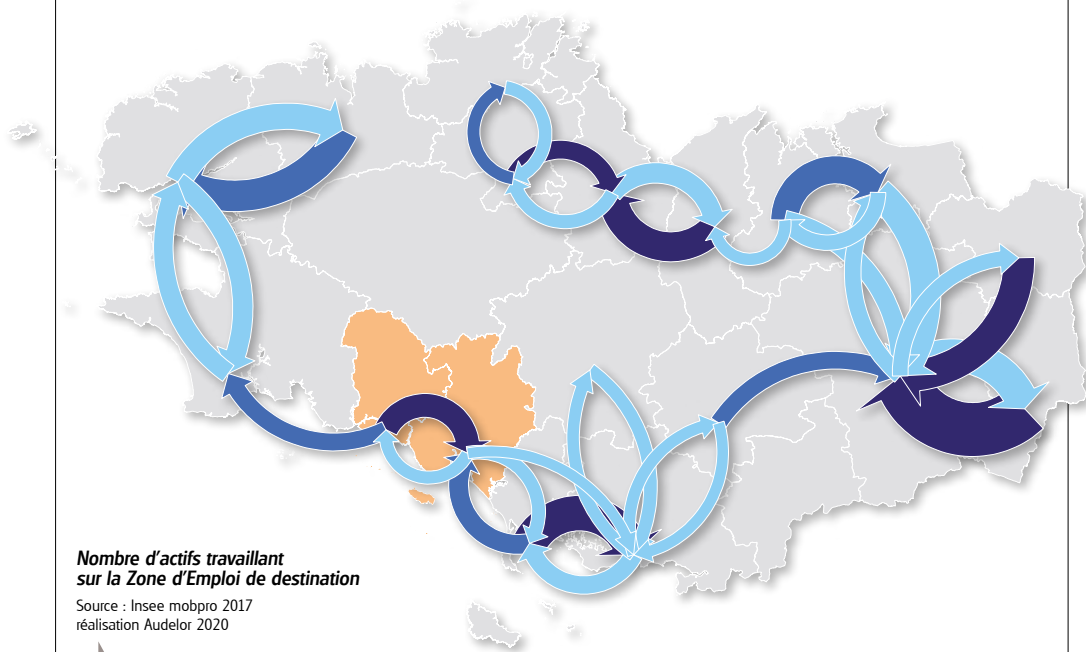 Nombre d'actifs travaillant
sur la Zone d'Emploi de destination
Source : Insee mobpro 2017
réalisation Audelor 2020